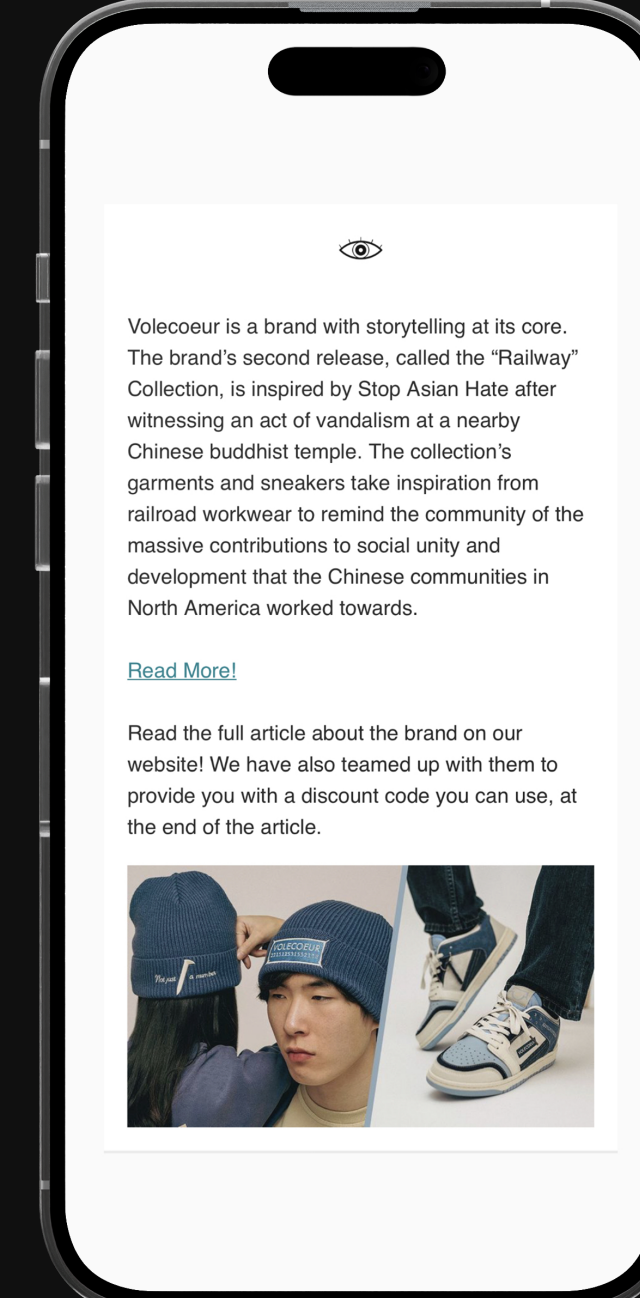 Volecoeur is a brand with storytelling at its core.
The brand’s second release, called the “Railway”
Collection, is inspired by Stop Asian Hate after
witnessing an act of vandalism at a nearby
Chinese buddhist temple. The collection’s
garments and sneakers take inspiration from
railroad workwear to remind the community of the
massive contributions to social unity and
development that the Chinese communities in
North America worked towards.
Read More!
Read the full article about the brand on our
website! We have also teamed up with them to
provide you with a discount code you can use, at
the end of the article.
Not just a number
VOLECOEUR